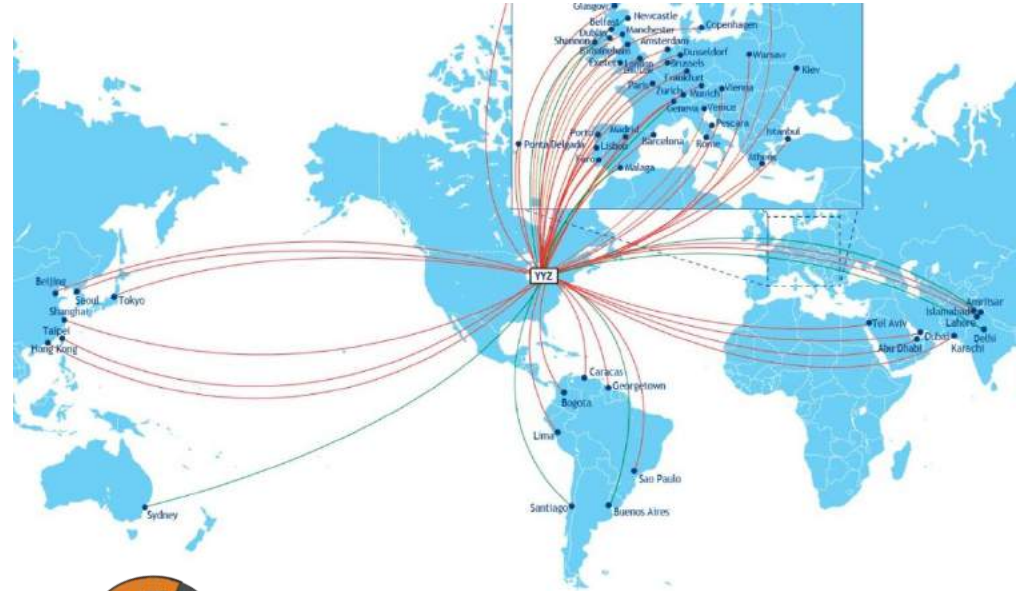 Glasgow
Newcastle
Belfast
Copenhagen
Dublin
Manchester
Shannon
Birmingham
Amsterdam
Dusseldorf
Warsaw
Exeter
London
Brussels
Kiev
Frankfurt
Paris
Zurich
Munich
Vienna
Geneva
Venice
Pescara
Porto
Madrid
Istanbul
Ponta Delgada
Lisbon
Barcelona
Rome
Faro
Athens
Malaga
YYZ
Beijing
Seoul
Tokyo
Shanghai
Taipei
Hong Kong
Amritsar
Islamabad
Lahore
Tel Aviv
Dubai
Delhi
Abu Dhabi
Karachi
Caracas
Georgetown
Bogota
Lima
Sao Paulo
Santiago
Buenos Aires
Sydney